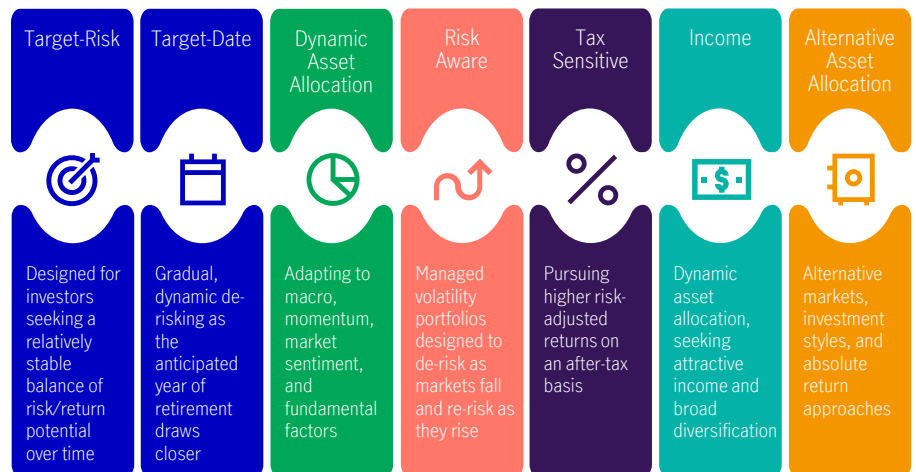 Target-Risk
Target-Date
Dynamic
Asset
Allocation
Risk
Aware
Tax
Sensitive
Income
Alternative
Asset
Allocation
$
%
Designed for
investors
seeking a
relatively
stable
balance of
risk/return
potential
over time
Gradual,
dynamic de-
risking as
the
anticipated
year of
retirement
draws
closer
Adapting to
macro,
momentum,
market
sentiment,
and
fundamental
factors
Managed
volatility
portfolios
designed to
de-risk as
markets fall
and re-risk as
they rise
Pursuing
higher risk-
adjusted
returns on
an after-tax
basis
Dynamic
asset
allocation,
seeking
attractive
income and
broad
diversification
Alternative
markets,
investment
styles, and
absolute
return
approaches